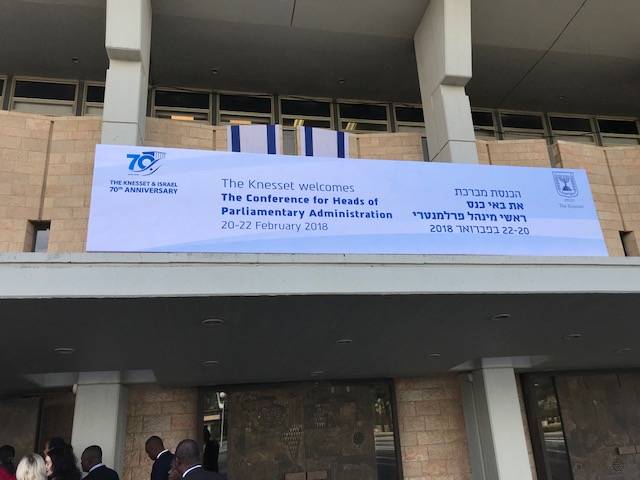 70
THE KNESSET & ISRAEL
70th ANNIVERSARY
The Knesset welcomes
The Conference for Heads of
Parliamentary Administration
20-22 February 2018
הכנסת מברכת
את באי כנס
ראשי מינהל פרלמנטרי
22-20 בפברואר 2018
The Knesset